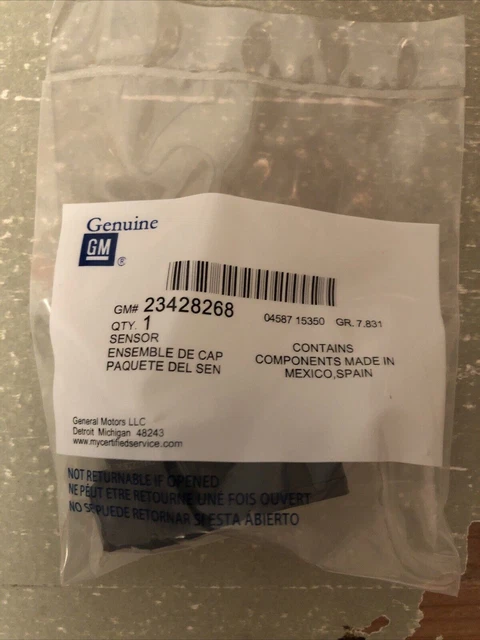 Genuine
GM ®
GM# 23428268
04587 15350 GR. 7.831
QTY. 1
SENSOR
ENSEMBLE DE CAP
PAQUETE DEL SEN
CONTAINS
COMPONENTS MADE IN
MEXICO,SPAIN
General Motors LLC
Detroit Michigan 48243
www.mycertifiedservice.com
NOT RETURNABLE IF OPENED
NE PEUT ETRE RETOURNE UNE FOIS OUVERT
NO SE PUEDE RETORNAR SI ESTA ABIERTO